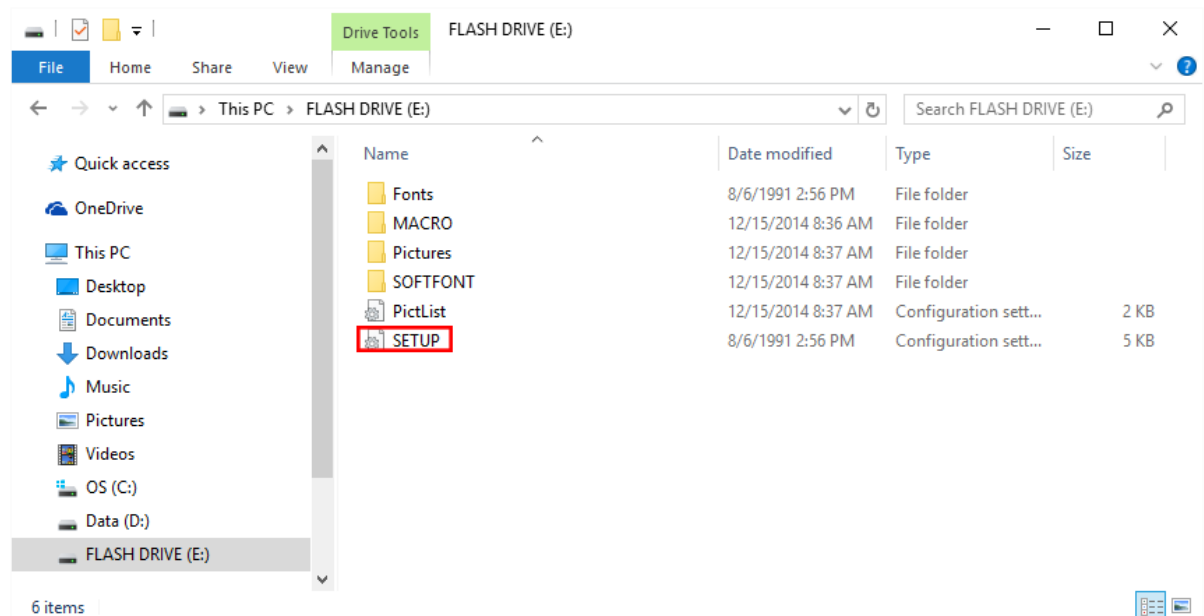 Drive Tools FLASH DRIVE (E:)
File Home Share View Manage
This PC FLASH DRIVE (E:) Search FLASH DRIVE (E:)
Quick access
OneDrive
This PC
Desktop
Documents
Downloads
Music
Pictures
Videos
OS (C:)
Data (D:)
FLASH DRIVE (E:)
Name Date modified Type Size
Fonts 8/6/1991 2:56 PM File folder
MACRO 12/15/2014 8:36 AM File folder
Pictures 12/15/2014 8:37 AM File folder
SOFTFONT 12/15/2014 8:37 AM File folder
PictList 12/15/2014 8:37 AM Configuration sett... 2 KB
SETUP 8/6/1991 2:56 PM Configuration sett... 5 KB
6 items